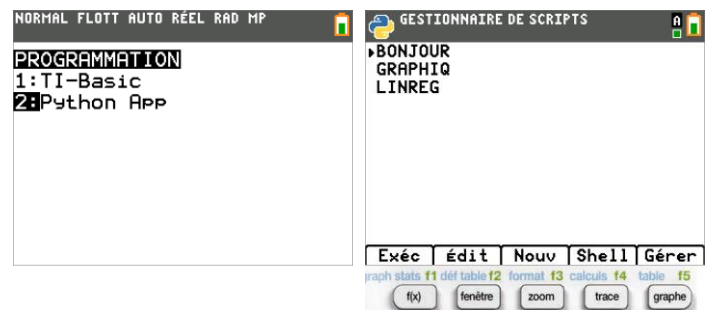 NORMAL FLOTT AUTO RÉEL RAD MP
PROGRAMMATION
1:TI-Basic
2:Python App
GESTIONNAIRE DE SCRIPTS
A
BONJOUR
GRAPHIQ
LINREG
Exéc édit Nouv Shell Gérer
graph stats f1 déf table f2 format f3 calculs f4 table f5
f(x) fenêtre zoom trace graphe